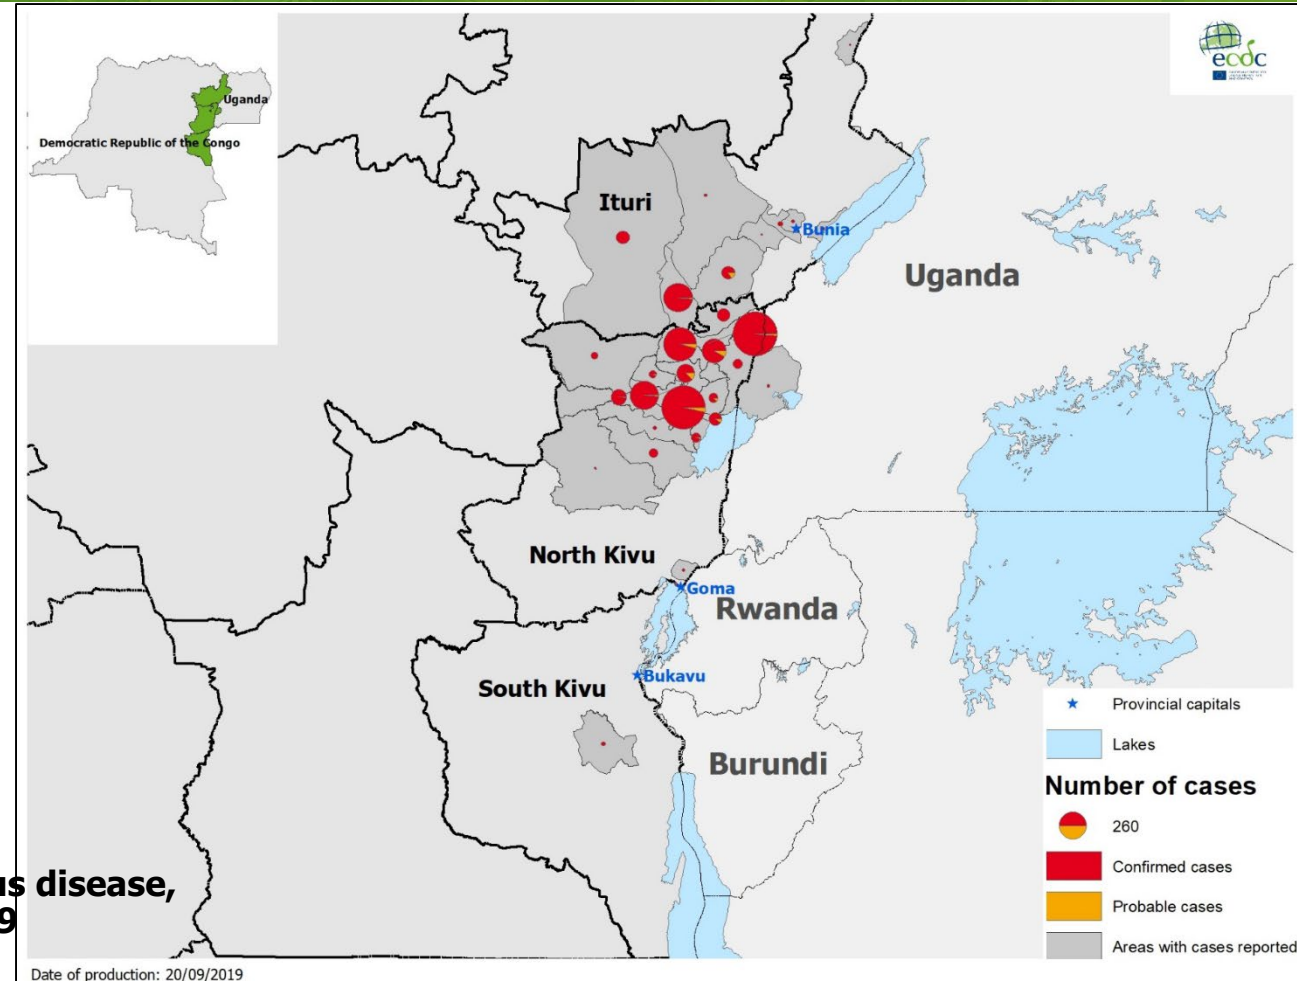 ecdc
Uganda
Democratic Republic of the Congo
Ituri
Bunia
Uganda
North Kivu
Goma
Rwanda
Bukavu
South Kivu
Burundi
Provincial capitals
Lakes
Number of cases
260
Confirmed cases
Probable cases
Areas with cases reported
us disease,
9
Date of production: 20/09/2019